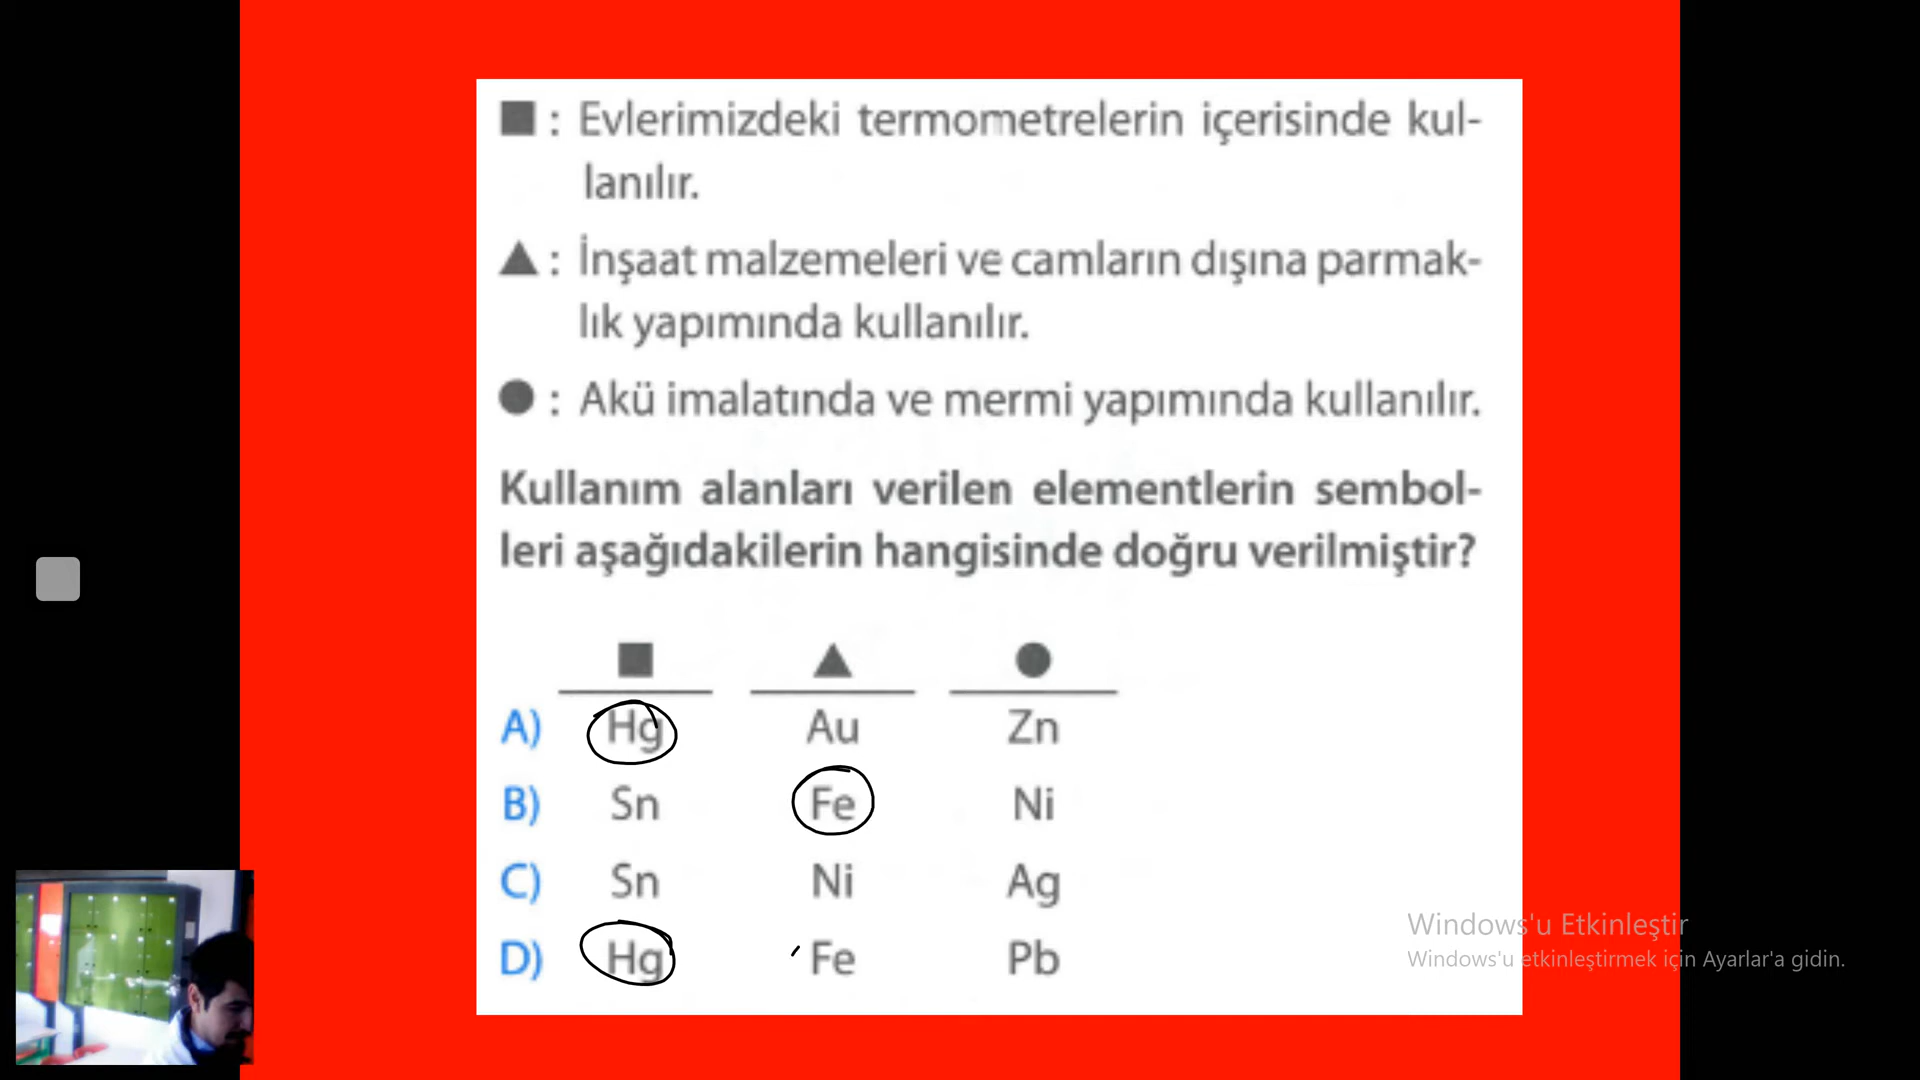 ■ : Evlerimizdeki termometrelerin içerisinde kul-
lanılır.
▲ : İnşaat malzemeleri ve camların dışına parmak-
lık yapımında kullanılır.
● : Akü imalatında ve mermi yapımında kullanılır.
Kullanım alanları verilen elementlerin sembol-
leri aşağıdakilerin hangisinde doğru verilmiştir?
■ ▲ ●
A) Hg Au Zn
B) Sn Fe Ni
C) Sn Ni Ag
D) Hg Fe Pb
Windows'u Etkinleştir
Windows'u etkinleştirmek için Ayarlar'a gidin.